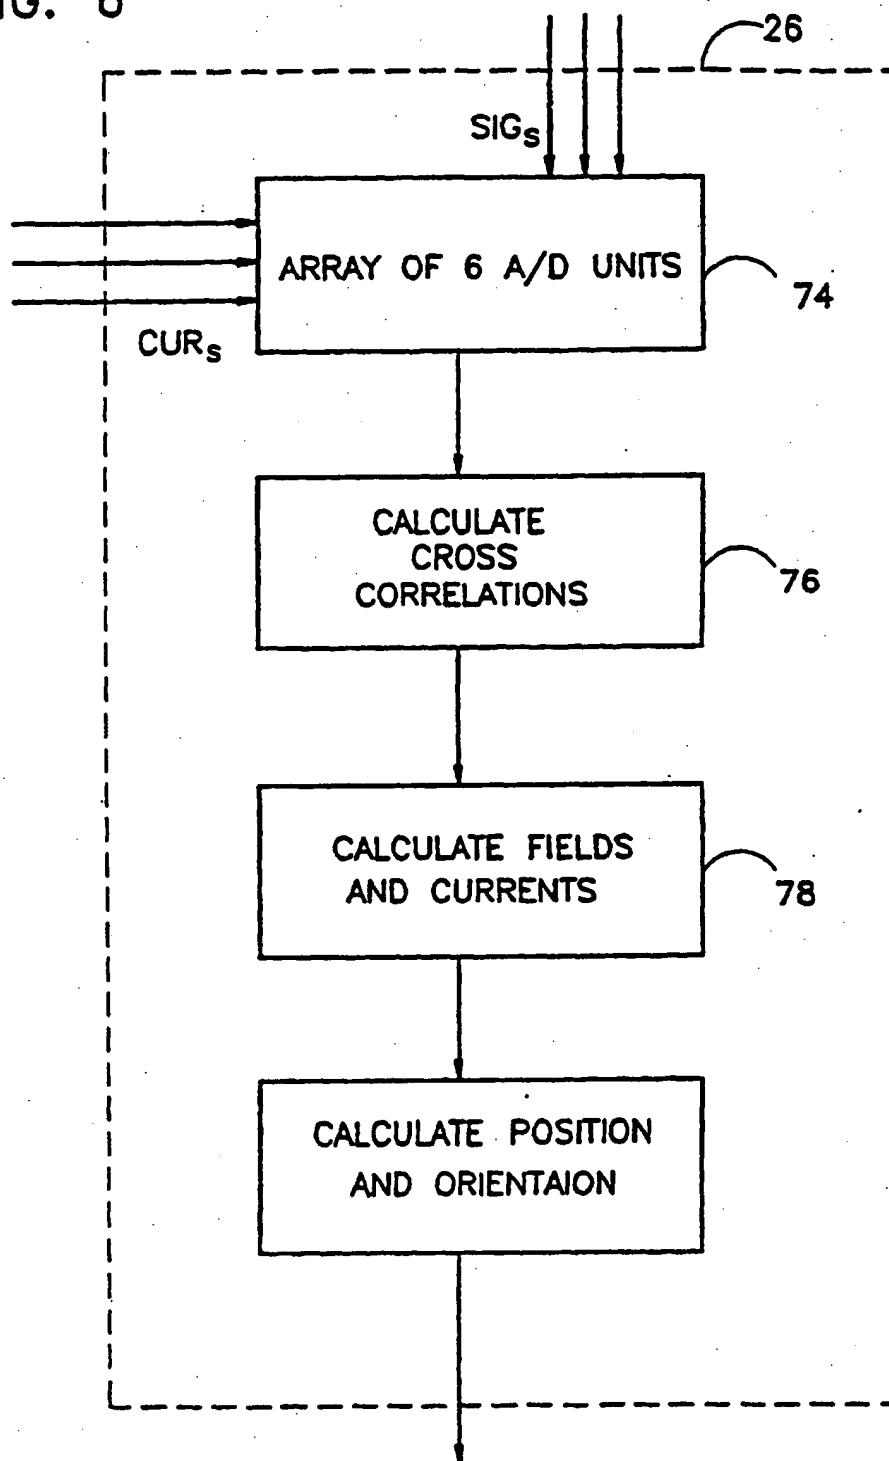 FIG. 6
26
SIGs
ARRAY OF 6 A/D UNITS
74
CURs
CALCULATE
CROSS
CORRELATIONS
76
CALCULATE FIELDS
AND CURRENTS
78
CALCULATE POSITION
AND ORIENTAION